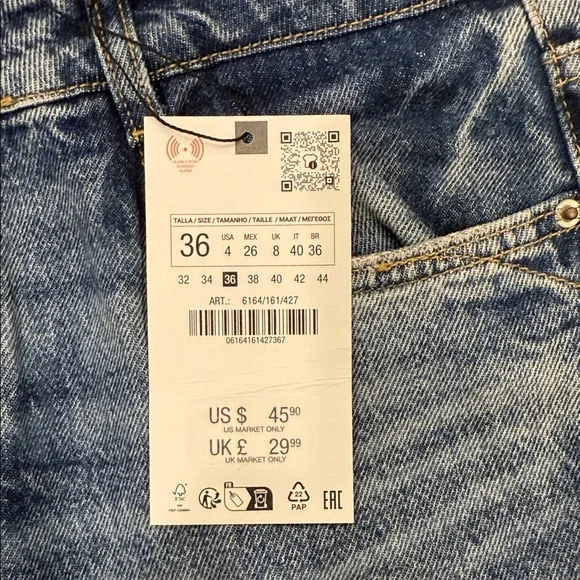 TALLA / SIZE / TAMANHO / TAILLE / MAAT / ΜΕΓΕΘΟΣ
36 USA MEX UK IT BR
4 26 8 40 36
32 34 36 38 40 42 44
ART.: 6164/161/427
06164161427367
US $ 45.90
US MARKET ONLY
UK £ 29.99
UK MARKET ONLY
FSC
FR
22
PAP
EAC